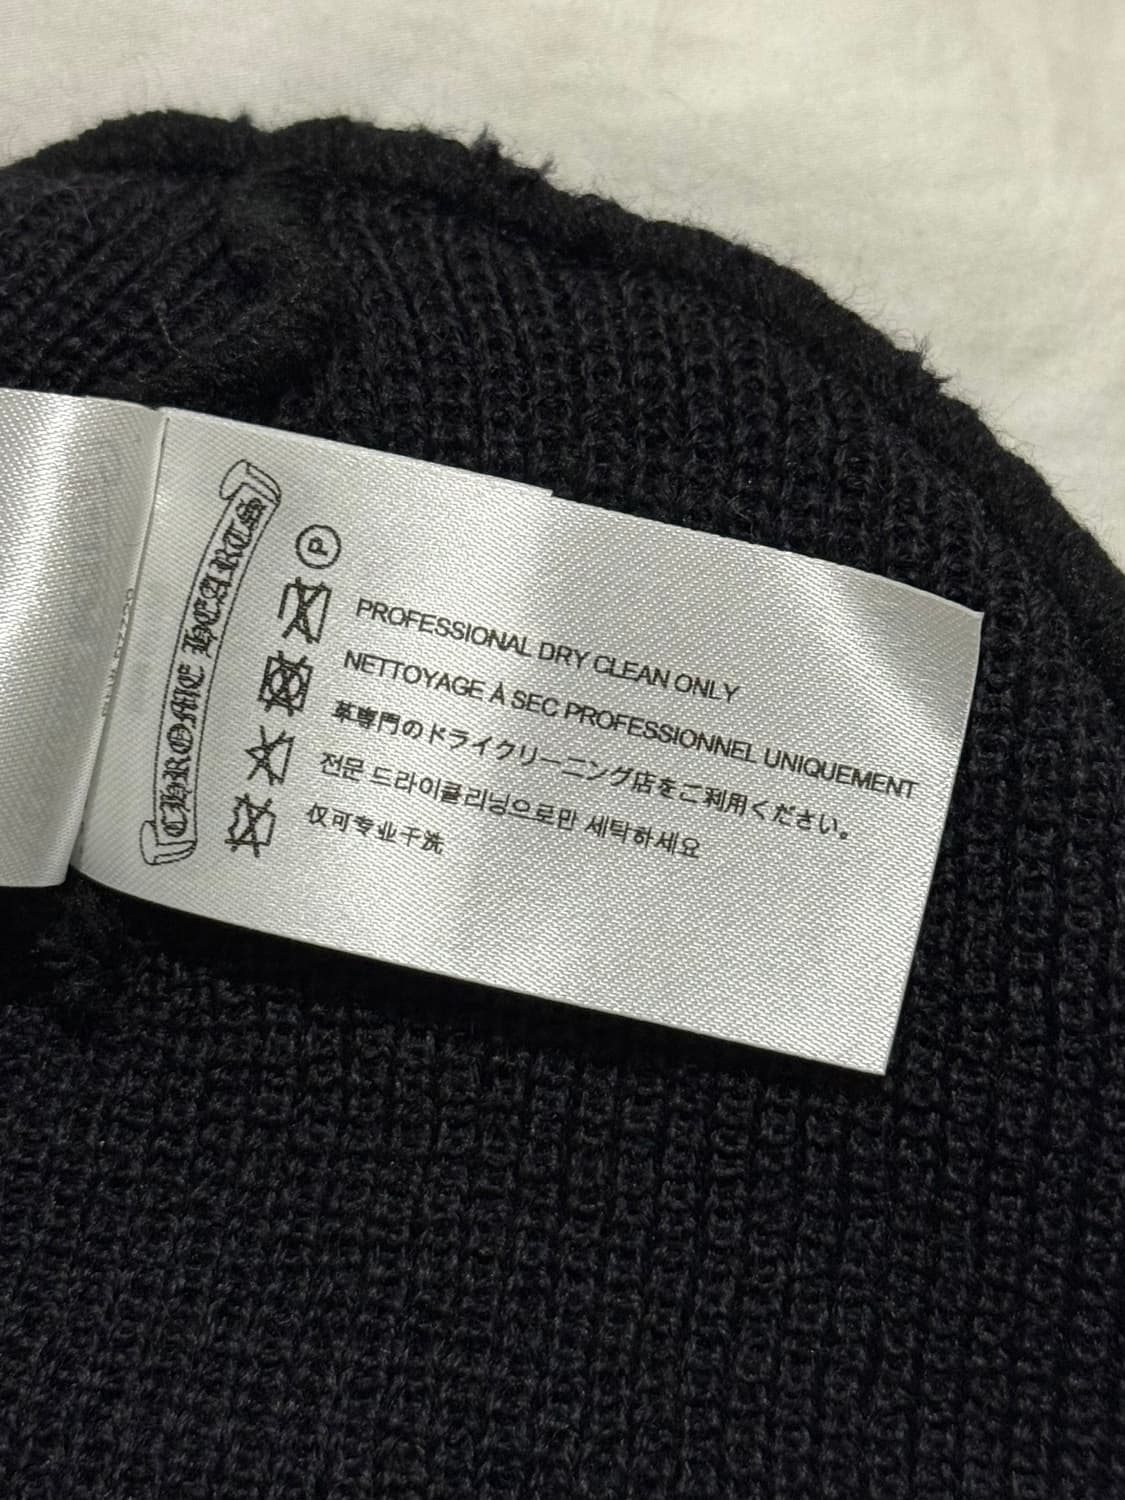 CHROME HEARTS
P
PROFESSIONAL DRY CLEAN ONLY
NETTOYAGE À SEC PROFESSIONNEL UNIQUEMENT
革専門のドライクリーニング店をご利用ください。
전문 드라이클리닝으로만 세탁하세요
仅可专业干洗